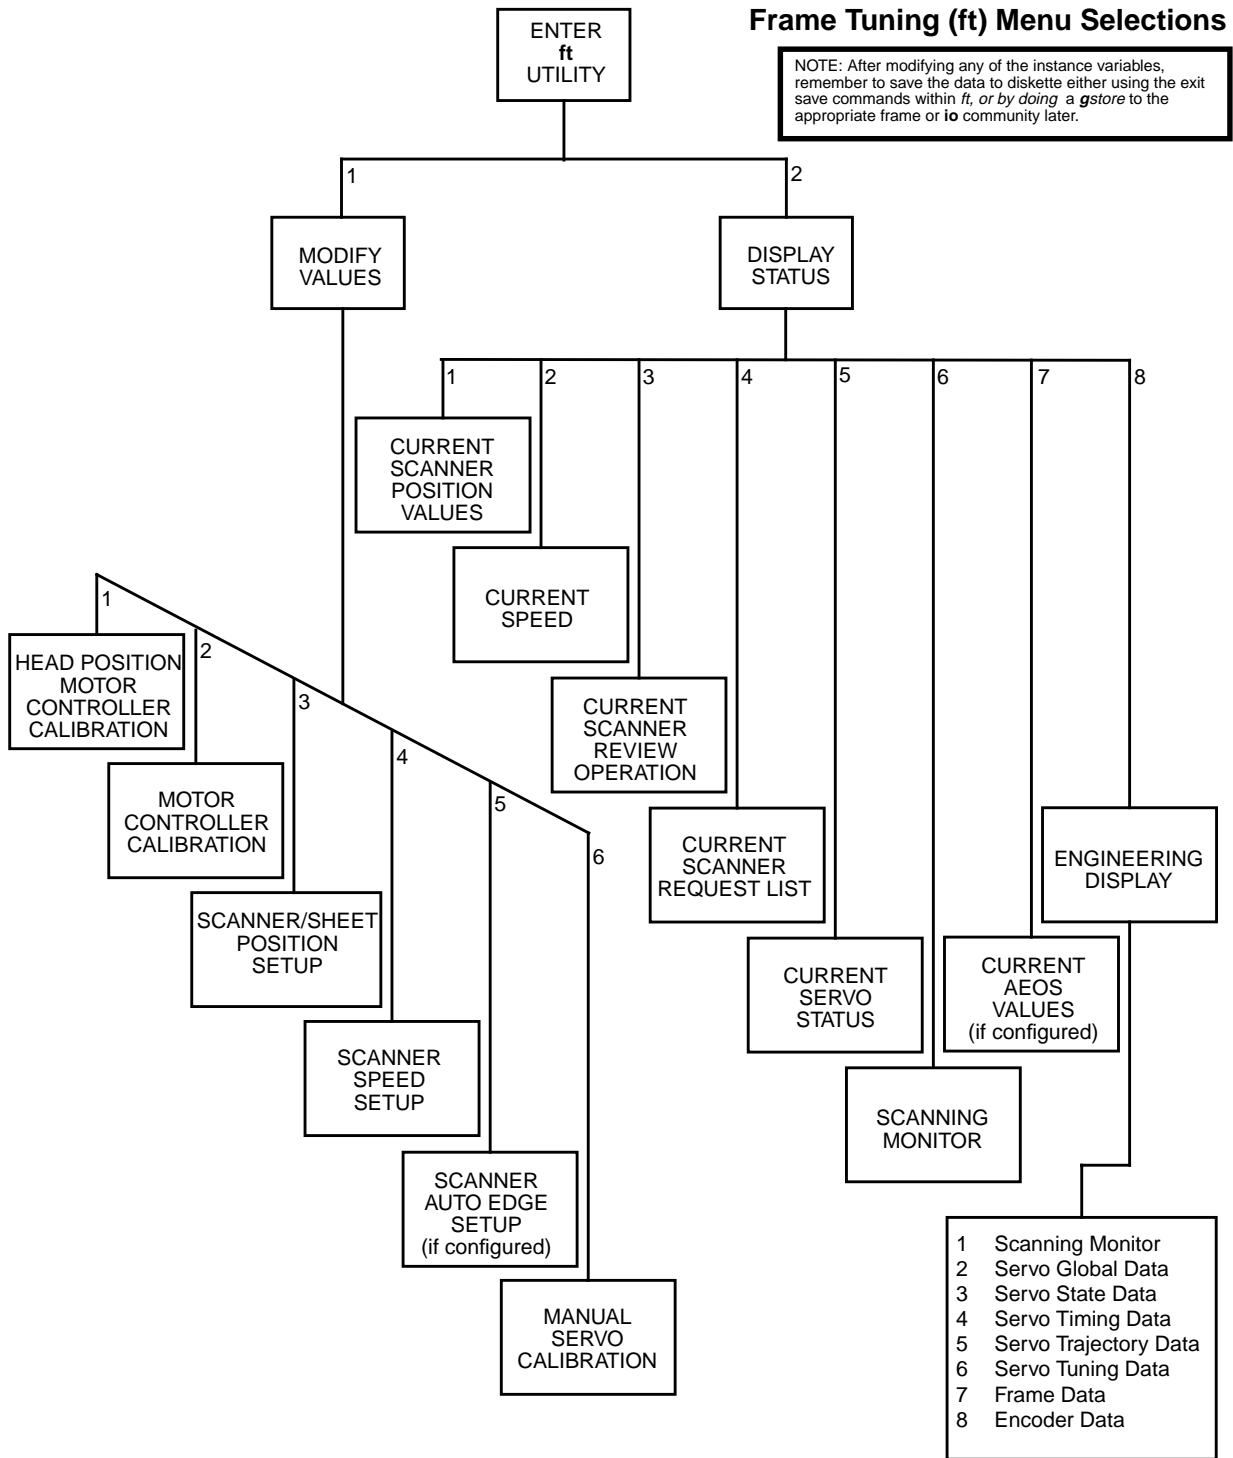 Frame Tuning (ft) Menu Selections
ENTER
ft
UTILITY
NOTE: After modifying any of the instance variables,
remember to save the data to diskette either using the exit
save commands within ft, or by doing a gstore to the
appropriate frame or io community later.
1
2
MODIFY
VALUES
DISPLAY
STATUS
1
2
3
4
5
6
7
8
CURRENT
SCANNER
POSITION
VALUES
CURRENT
SPEED
CURRENT
SCANNER
REVIEW
OPERATION
CURRENT
SCANNER
REQUEST LIST
CURRENT
SERVO
STATUS
SCANNING
MONITOR
CURRENT
AEOS
VALUES
(if configured)
ENGINEERING
DISPLAY
1
2
3
4
5
6
HEAD POSITION
MOTOR
CONTROLLER
CALIBRATION
MOTOR
CONTROLLER
CALIBRATION
SCANNER/SHEET
POSITION
SETUP
SCANNER
SPEED
SETUP
SCANNER
AUTO EDGE
SETUP
(if configured)
MANUAL
SERVO
CALIBRATION
1 Scanning Monitor
2 Servo Global Data
3 Servo State Data
4 Servo Timing Data
5 Servo Trajectory Data
6 Servo Tuning Data
7 Frame Data
8 Encoder Data